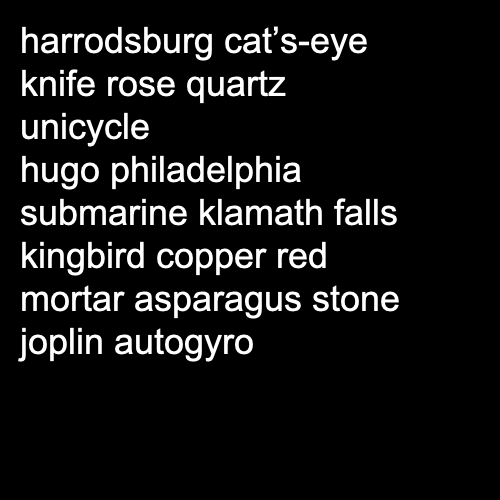 harrodsburg cat’s-eye
knife rose quartz
unicycle
hugo philadelphia
submarine klamath falls
kingbird copper red
mortar asparagus stone
joplin autogyro